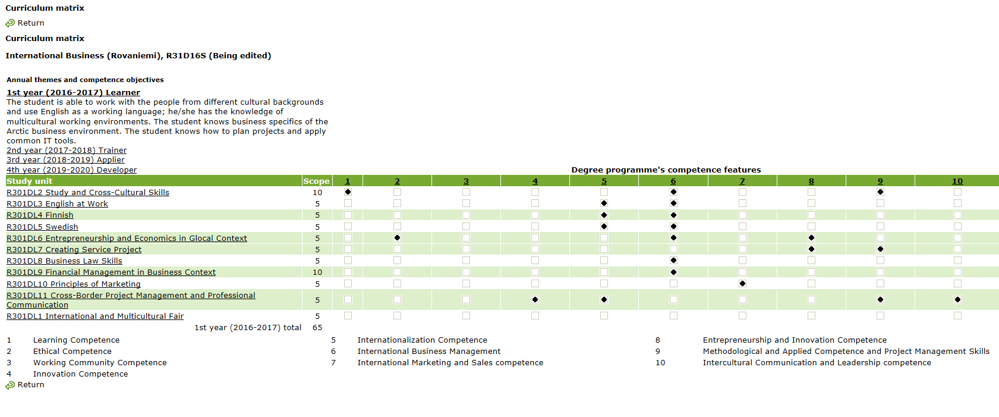 Curriculum matrix
Return
Curriculum matrix
International Business (Rovaniemi), R31D16S (Being edited)
Annual themes and competence objectives
1st year (2016-2017) Learner
The student is able to work with the people from different cultural backgrounds
and use English as a working language; he/she has the knowledge of
multicultural working environments. The student knows business specifics of the
Arctic business environment. The student knows how to plan projects and apply
common IT tools.
2nd year (2017-2018) Trainer
3rd year (2018-2019) Applier
4th year (2019-2020) Developer Degree programme's competence features
Study unit Scope 1 2 3 4 5 6 7 8 9 10
R301DL2 Study and Cross-Cultural Skills 10
R301DL3 English at Work 5
R301DL4 Finnish 5
R301DL5 Swedish 5
R301DL6 Entrepreneurship and Economics in Glocal Context 5
R301DL7 Creating Service Project 5
R301DL8 Business Law Skills 5
R301DL9 Financial Management in Business Context 10
R301DL10 Principles of Marketing 5
R301DL11 Cross-Border Project Management and Professional
Communication 5
R301DL1 International and Multicultural Fair 5
1st year (2016-2017) total 65
1 Learning Competence 5 Internationalization Competence 8 Entrepreneurship and Innovation Competence
2 Ethical Competence 6 International Business Management 9 Methodological and Applied Competence and Project Management Skills
3 Working Community Competence 7 International Marketing and Sales competence 10 Intercultural Communication and Leadership competence
4 Innovation Competence
Return